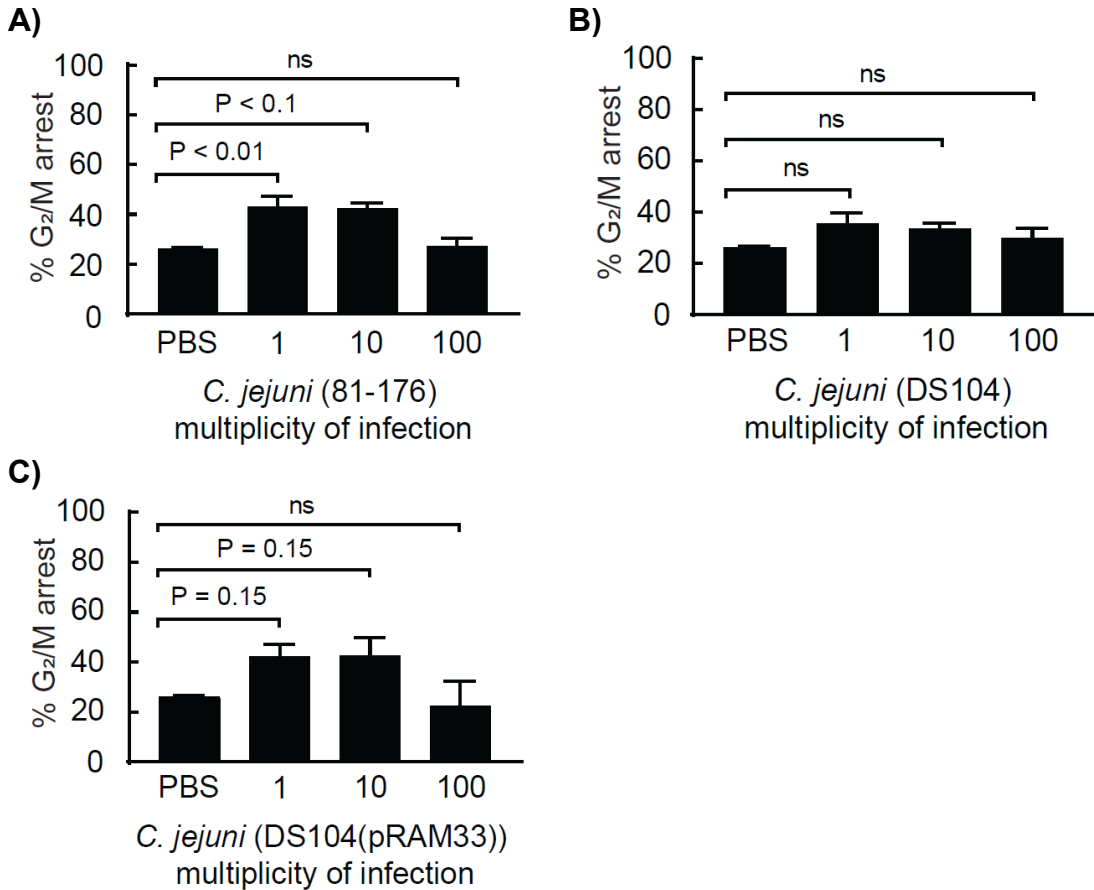 A)
100
80
60
40
20
0
% G₂/M arrest
ns
P < 0.1
P < 0.01
PBS 1 10 100
C. jejuni (81-176)
multiplicity of infection
B)
100
80
60
40
20
0
% G₂/M arrest
ns
ns
ns
PBS 1 10 100
C. jejuni (DS104)
multiplicity of infection
C)
100
80
60
40
20
0
% G₂/M arrest
ns
P = 0.15
P = 0.15
PBS 1 10 100
C. jejuni (DS104(pRAM33))
multiplicity of infection